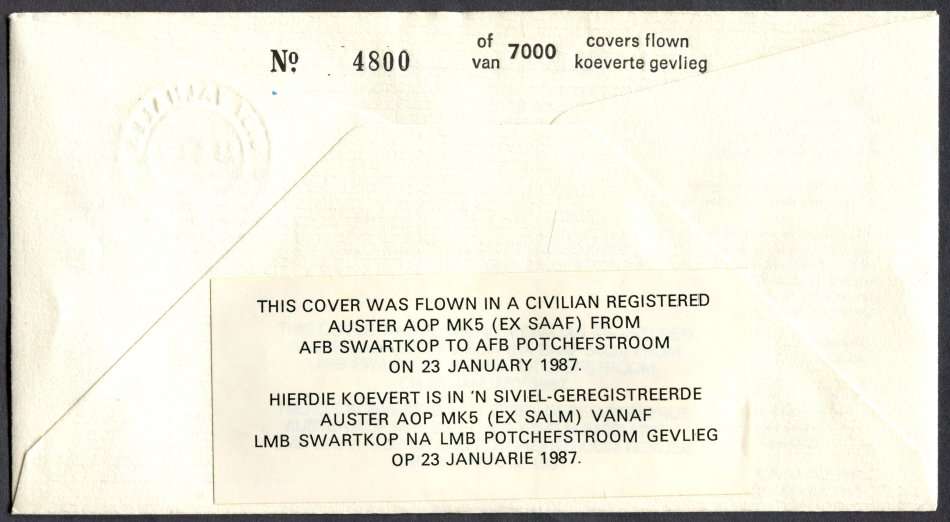 Nº 4800 of van 7000 covers flown koeverte gevlieg
THIS COVER WAS FLOWN IN A CIVILIAN REGISTERED
AUSTER AOP MK5 (EX SAAF) FROM
AFB SWARTKOP TO AFB POTCHEFSTROOM
ON 23 JANUARY 1987.
HIERDIE KOEVERT IS IN 'N SIVIEL-GEREGISTREERDE
AUSTER AOP MK5 (EX SALM) VANAF
LMB SWARTKOP NA LMB POTCHEFSTROOM GEVLIEG
OP 23 JANUARIE 1987.